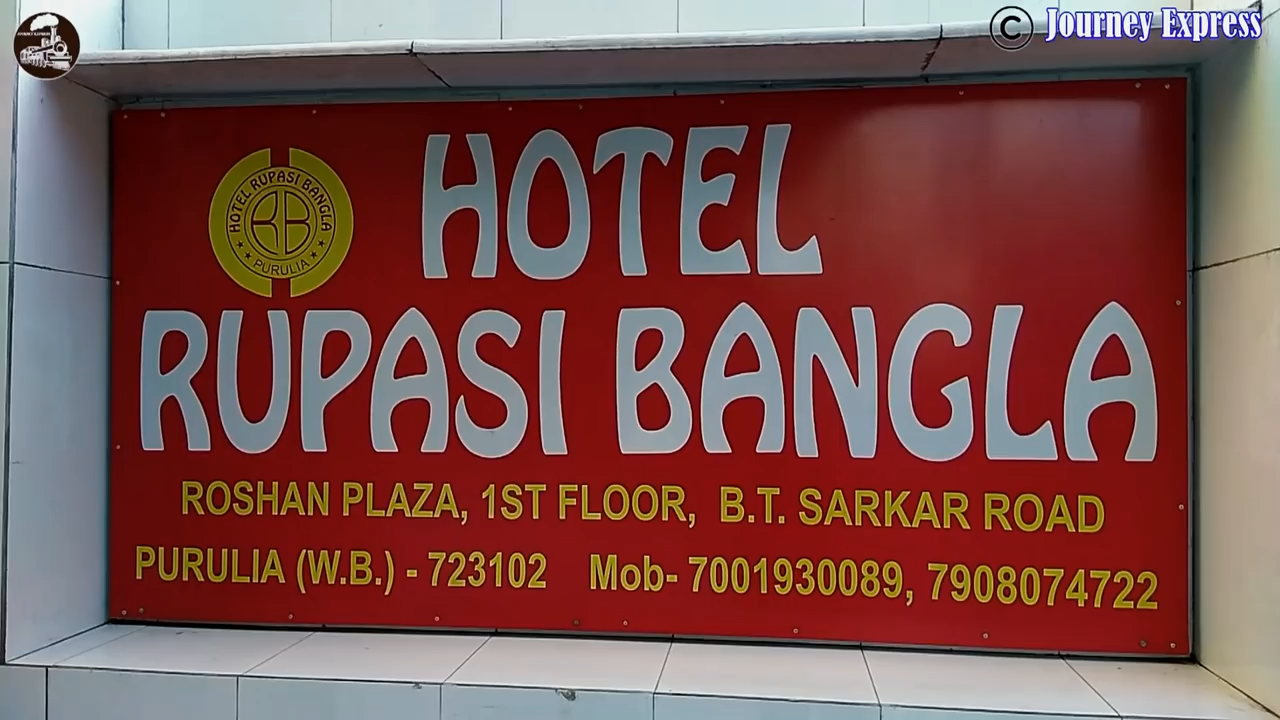 © Journey Express
HOTEL RUPASI BANGLA
RB
PURULIA
HOTEL
RUPASI BANGLA
ROSHAN PLAZA, 1ST FLOOR, B.T. SARKAR ROAD
PURULIA (W.B.) - 723102 Mob- 7001930089, 7908074722